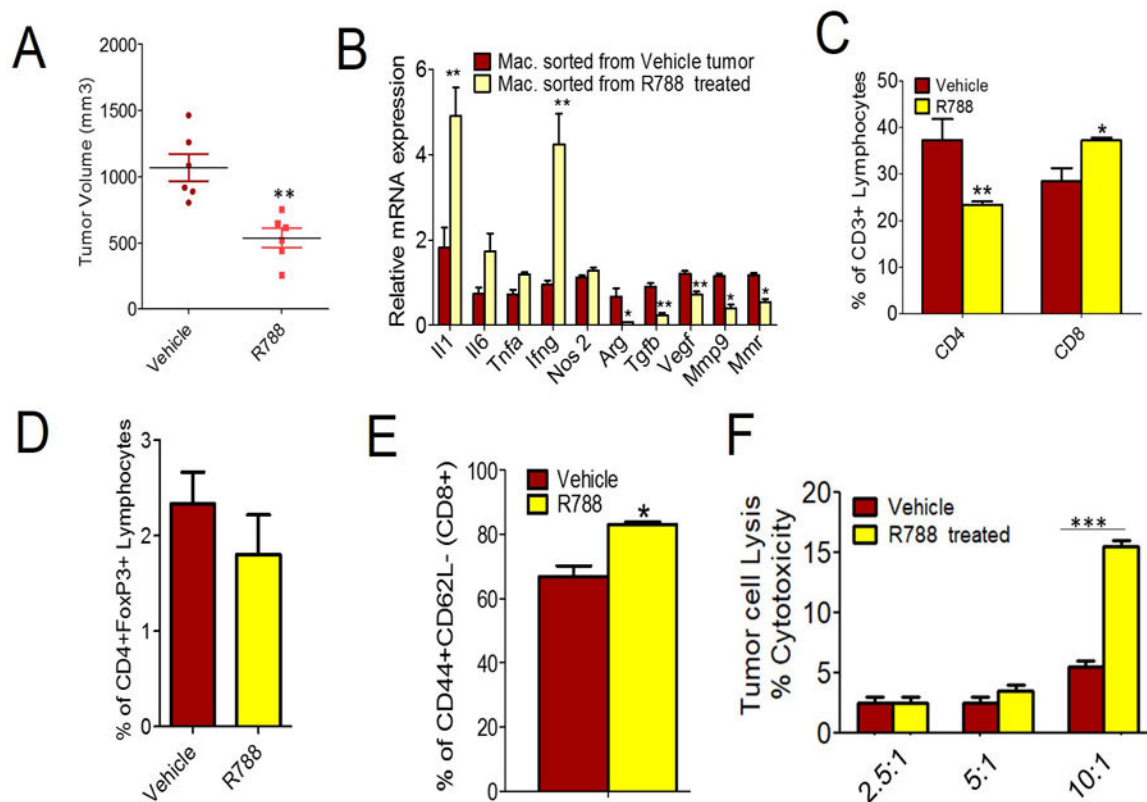 A
Tumor Volume (mm3)
2000
1500
1000
500
0
**
Vehicle
R788
B
Mac. sorted from Vehicle tumor
Mac. sorted from R788 treated
Relative mRNA expression
6
4
2
0
**
**
*
**
**
*
*
Il1
Il6
Tnfa
Ifng
Nos 2
Arg
Tgfb
Vegf
Mmp9
Mmr
C
Vehicle
R788
% of CD3+ Lymphocytes
50
40
30
20
10
0
**
*
CD4
CD8
D
% of CD4+FoxP3+ Lymphocytes
3
2
1
0
Vehicle
R788
E
Vehicle
R788
% of CD44+CD62L- (CD8+)
100
80
60
40
20
0
*
F
Vehicle
R788 treated
Tumor cell Lysis
% Cytotoxicity
20
15
10
5
0
***
2.5:1
5:1
10:1